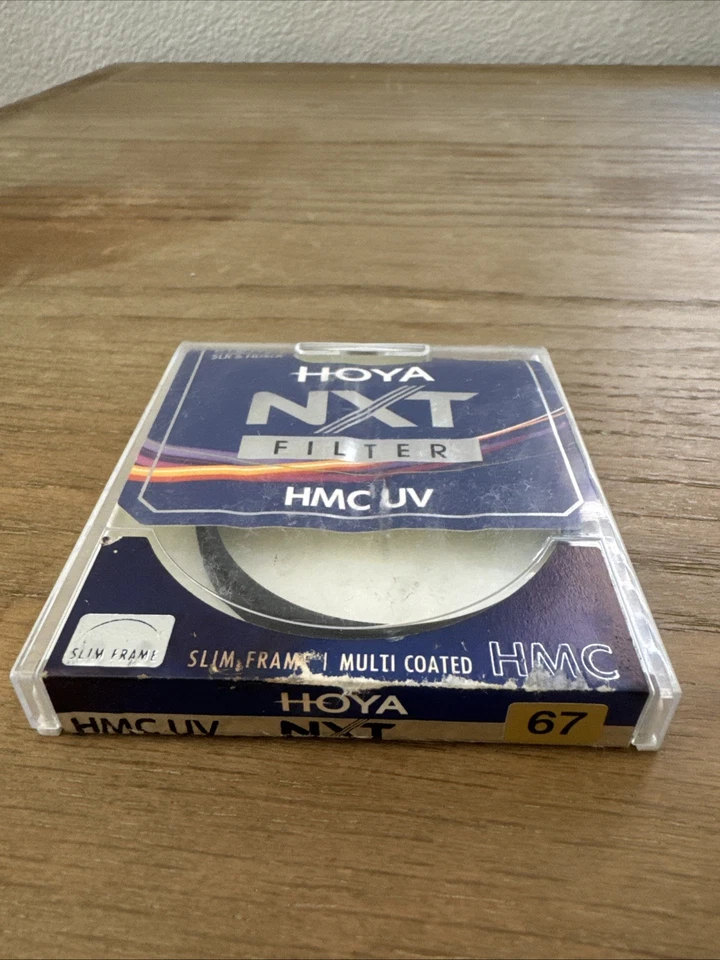 HOYA
NXT
FILTER
HMC UV
SLIM FRAME
SLIM FRAME | MULTI COATED HMC
HOYA
HMC UV NXT 67